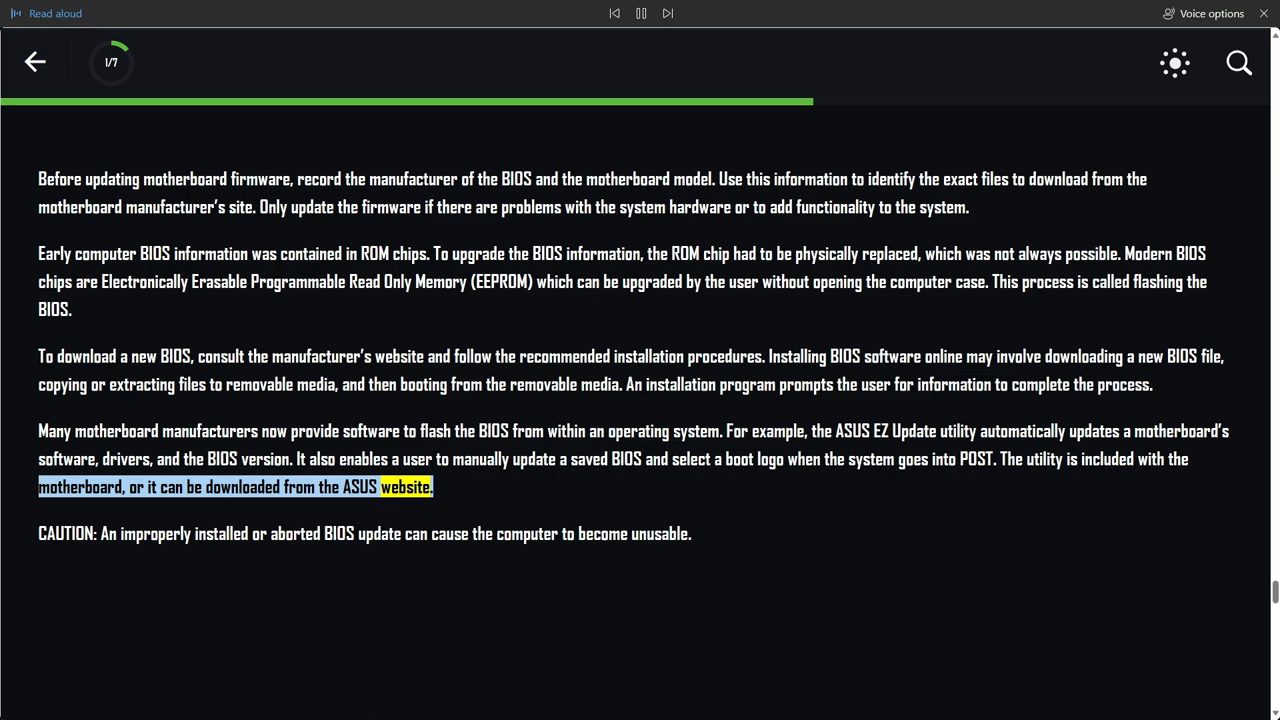 Read aloud
Voice options
1/7
Before updating motherboard firmware, record the manufacturer of the BIOS and the motherboard model. Use this information to identify the exact files to download from the
motherboard manufacturer's site. Only update the firmware if there are problems with the system hardware or to add functionality to the system.
Early computer BIOS information was contained in ROM chips. To upgrade the BIOS information, the ROM chip had to be physically replaced, which was not always possible. Modern BIOS
chips are Electronically Erasable Programmable Read Only Memory (EEPROM) which can be upgraded by the user without opening the computer case. This process is called flashing the
BIOS.
To download a new BIOS, consult the manufacturer's website and follow the recommended installation procedures. Installing BIOS software online may involve downloading a new BIOS file,
copying or extracting files to removable media, and then booting from the removable media. An installation program prompts the user for information to complete the process.
Many motherboard manufacturers now provide software to flash the BIOS from within an operating system. For example, the ASUS EZ Update utility automatically updates a motherboard's
software, drivers, and the BIOS version. It also enables a user to manually update a saved BIOS and select a boot logo when the system goes into POST. The utility is included with the
motherboard, or it can be downloaded from the ASUS website.
CAUTION: An improperly installed or aborted BIOS update can cause the computer to become unusable.